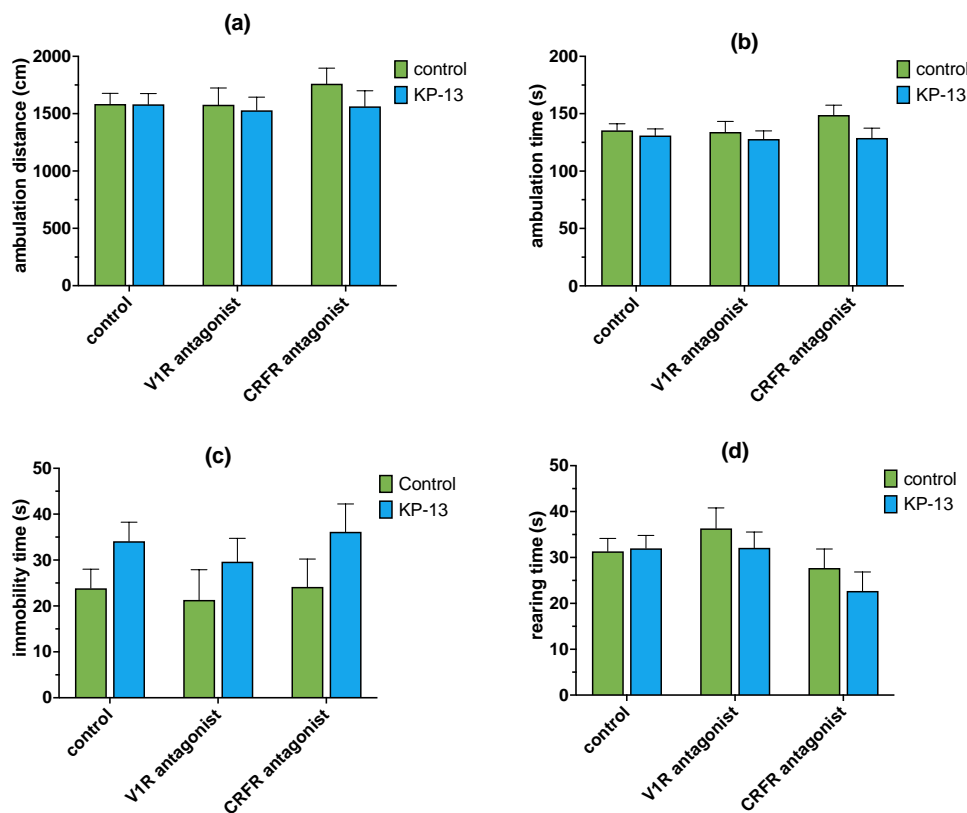 (a)
ambulation distance (cm)
2000
1500
1000
500
0
control
V1R antagonist
CRFR antagonist
control
KP-13
(b)
ambulation time (s)
200
150
100
50
0
control
V1R antagonist
CRFR antagonist
control
KP-13
(c)
immobility time (s)
50
40
30
20
10
0
control
V1R antagonist
CRFR antagonist
Control
KP-13
(d)
rearing time (s)
50
40
30
20
10
0
control
V1R antagonist
CRFR antagonist
control
KP-13